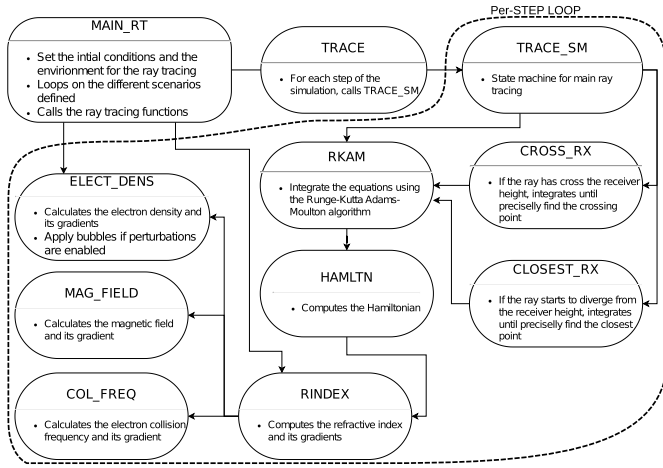 Per-STEP LOOP
MAIN_RT
• Set the intial conditions and the
envirionment for the ray tracing
• Loops on the different scenarios
defined
• Calls the ray tracing functions
TRACE
• For each step of the
simulation, calls TRACE_SM
TRACE_SM
• State machine for main ray
tracing
ELECT_DENS
• Calculates the electron density and
its gradients
• Apply bubbles if perturbations
are enabled
RKAM
• Integrate the equations using
the Runge-Kutta Adams-
Moulton algorithm
CROSS_RX
• If the ray has cross the receiver
height, integrates until
preciselly find the crossing
point
MAG_FIELD
• Calculates the magnetic field
and its gradient
HAMLTN
• Computes the Hamiltonian
CLOSEST_RX
• If the ray starts to diverge from
the receiver height, integrates
until preciselly find the closest
point
COL_FREQ
• Calculates the electron collision
frequency and its gradient
RINDEX
• Computes the refractive index
and its gradients